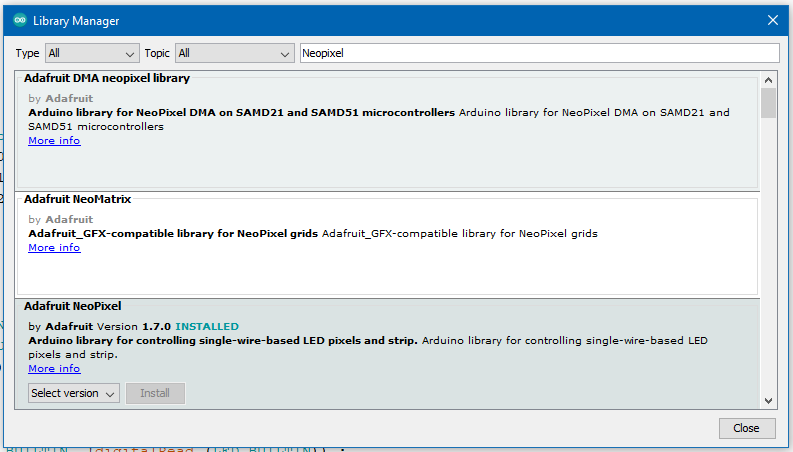 Library Manager
Type All Topic All Neopixel
Adafruit DMA neopixel library
by Adafruit
Arduino library for NeoPixel DMA on SAMD21 and SAMD51 microcontrollers Arduino library for NeoPixel DMA on SAMD21 and
SAMD51 microcontrollers
More info
Adafruit NeoMatrix
by Adafruit
Adafruit_GFX-compatible library for NeoPixel grids Adafruit_GFX-compatible library for NeoPixel grids
More info
Adafruit NeoPixel
by Adafruit Version 1.7.0 INSTALLED
Arduino library for controlling single-wire-based LED pixels and strip. Arduino library for controlling single-wire-based LED
pixels and strip.
More info
Select version Install
Close
BUILTIN, !digitalRead (LED_BUILTIN)) ;